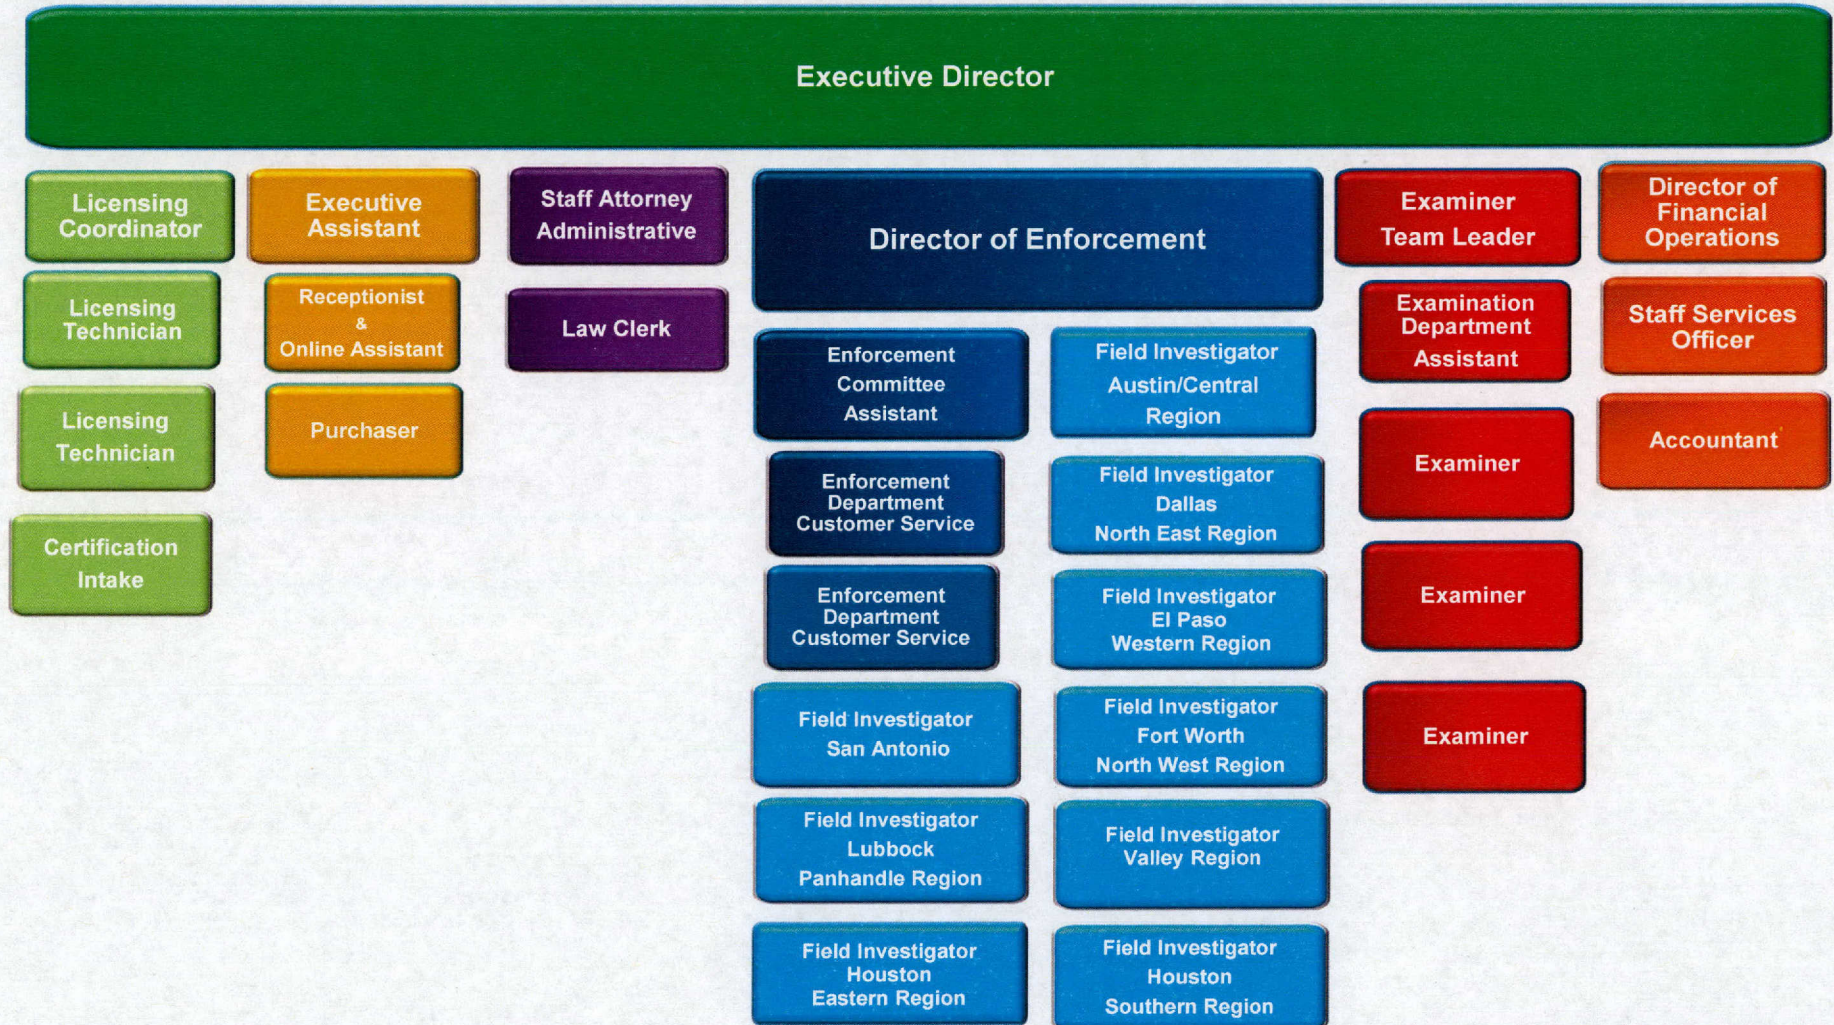 Executive Director
Licensing
Coordinator
Licensing
Technician
Licensing
Technician
Certification
Intake
Executive
Assistant
Receptionist
&
Online Assistant
Purchaser
Staff Attorney
Administrative
Law Clerk
Director of Enforcement
Enforcement
Committee
Assistant
Enforcement
Department
Customer Service
Enforcement
Department
Customer Service
Field Investigator
San Antonio
Field Investigator
Lubbock
Panhandle Region
Field Investigator
Houston
Eastern Region
Field Investigator
Austin/Central
Region
Field Investigator
Dallas
North East Region
Field Investigator
El Paso
Western Region
Field Investigator
Fort Worth
North West Region
Field Investigator
Valley Region
Field Investigator
Houston
Southern Region
Examiner
Team Leader
Examination
Department
Assistant
Examiner
Examiner
Examiner
Director of
Financial
Operations
Staff Services
Officer
Accountant